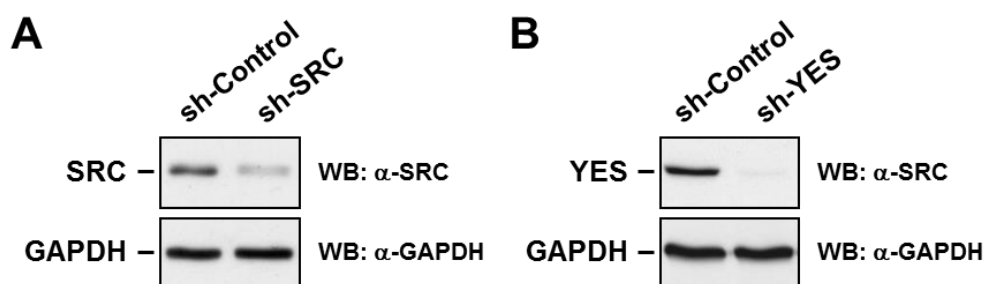 A
sh-Control
sh-SRC
SRC –
WB: α-SRC
GAPDH –
WB: α-GAPDH
B
sh-Control
sh-YES
YES –
WB: α-SRC
GAPDH –
WB: α-GAPDH